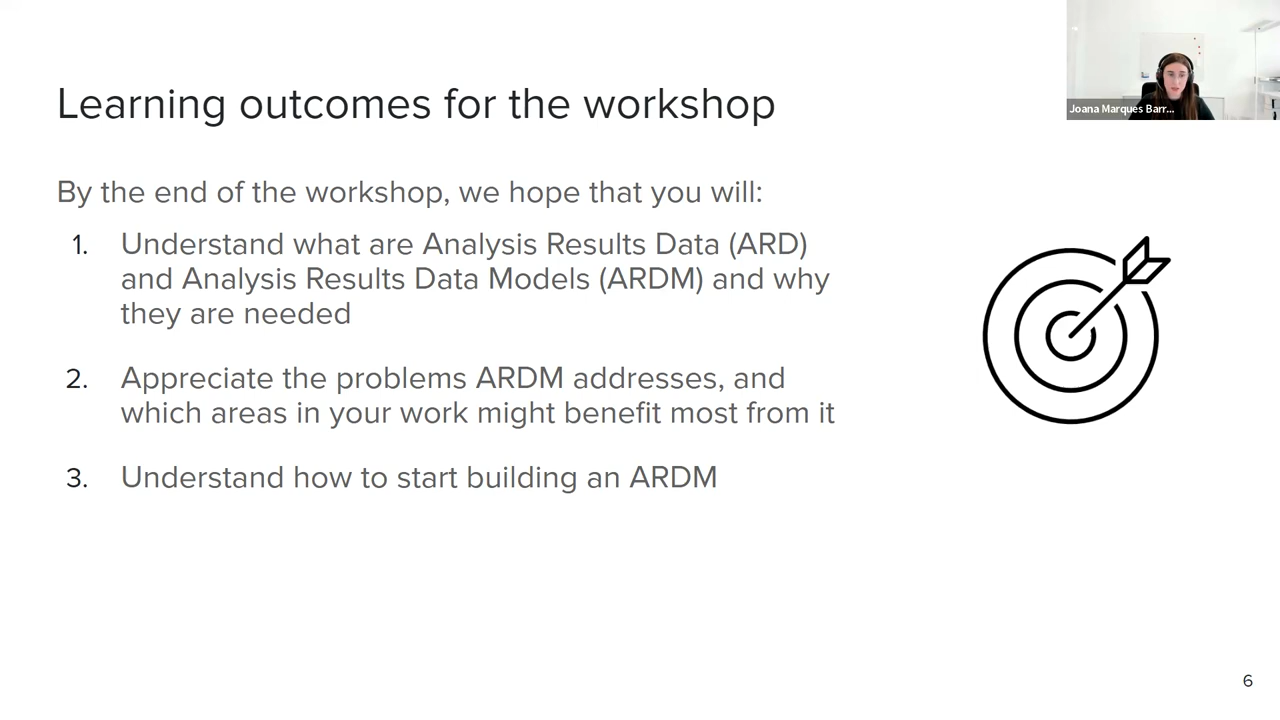 Learning outcomes for the workshop
Joana Marques Barr...
By the end of the workshop, we hope that you will:
1. Understand what are Analysis Results Data (ARD)
and Analysis Results Data Models (ARDM) and why
they are needed
2. Appreciate the problems ARDM addresses, and
which areas in your work might benefit most from it
3. Understand how to start building an ARDM
6